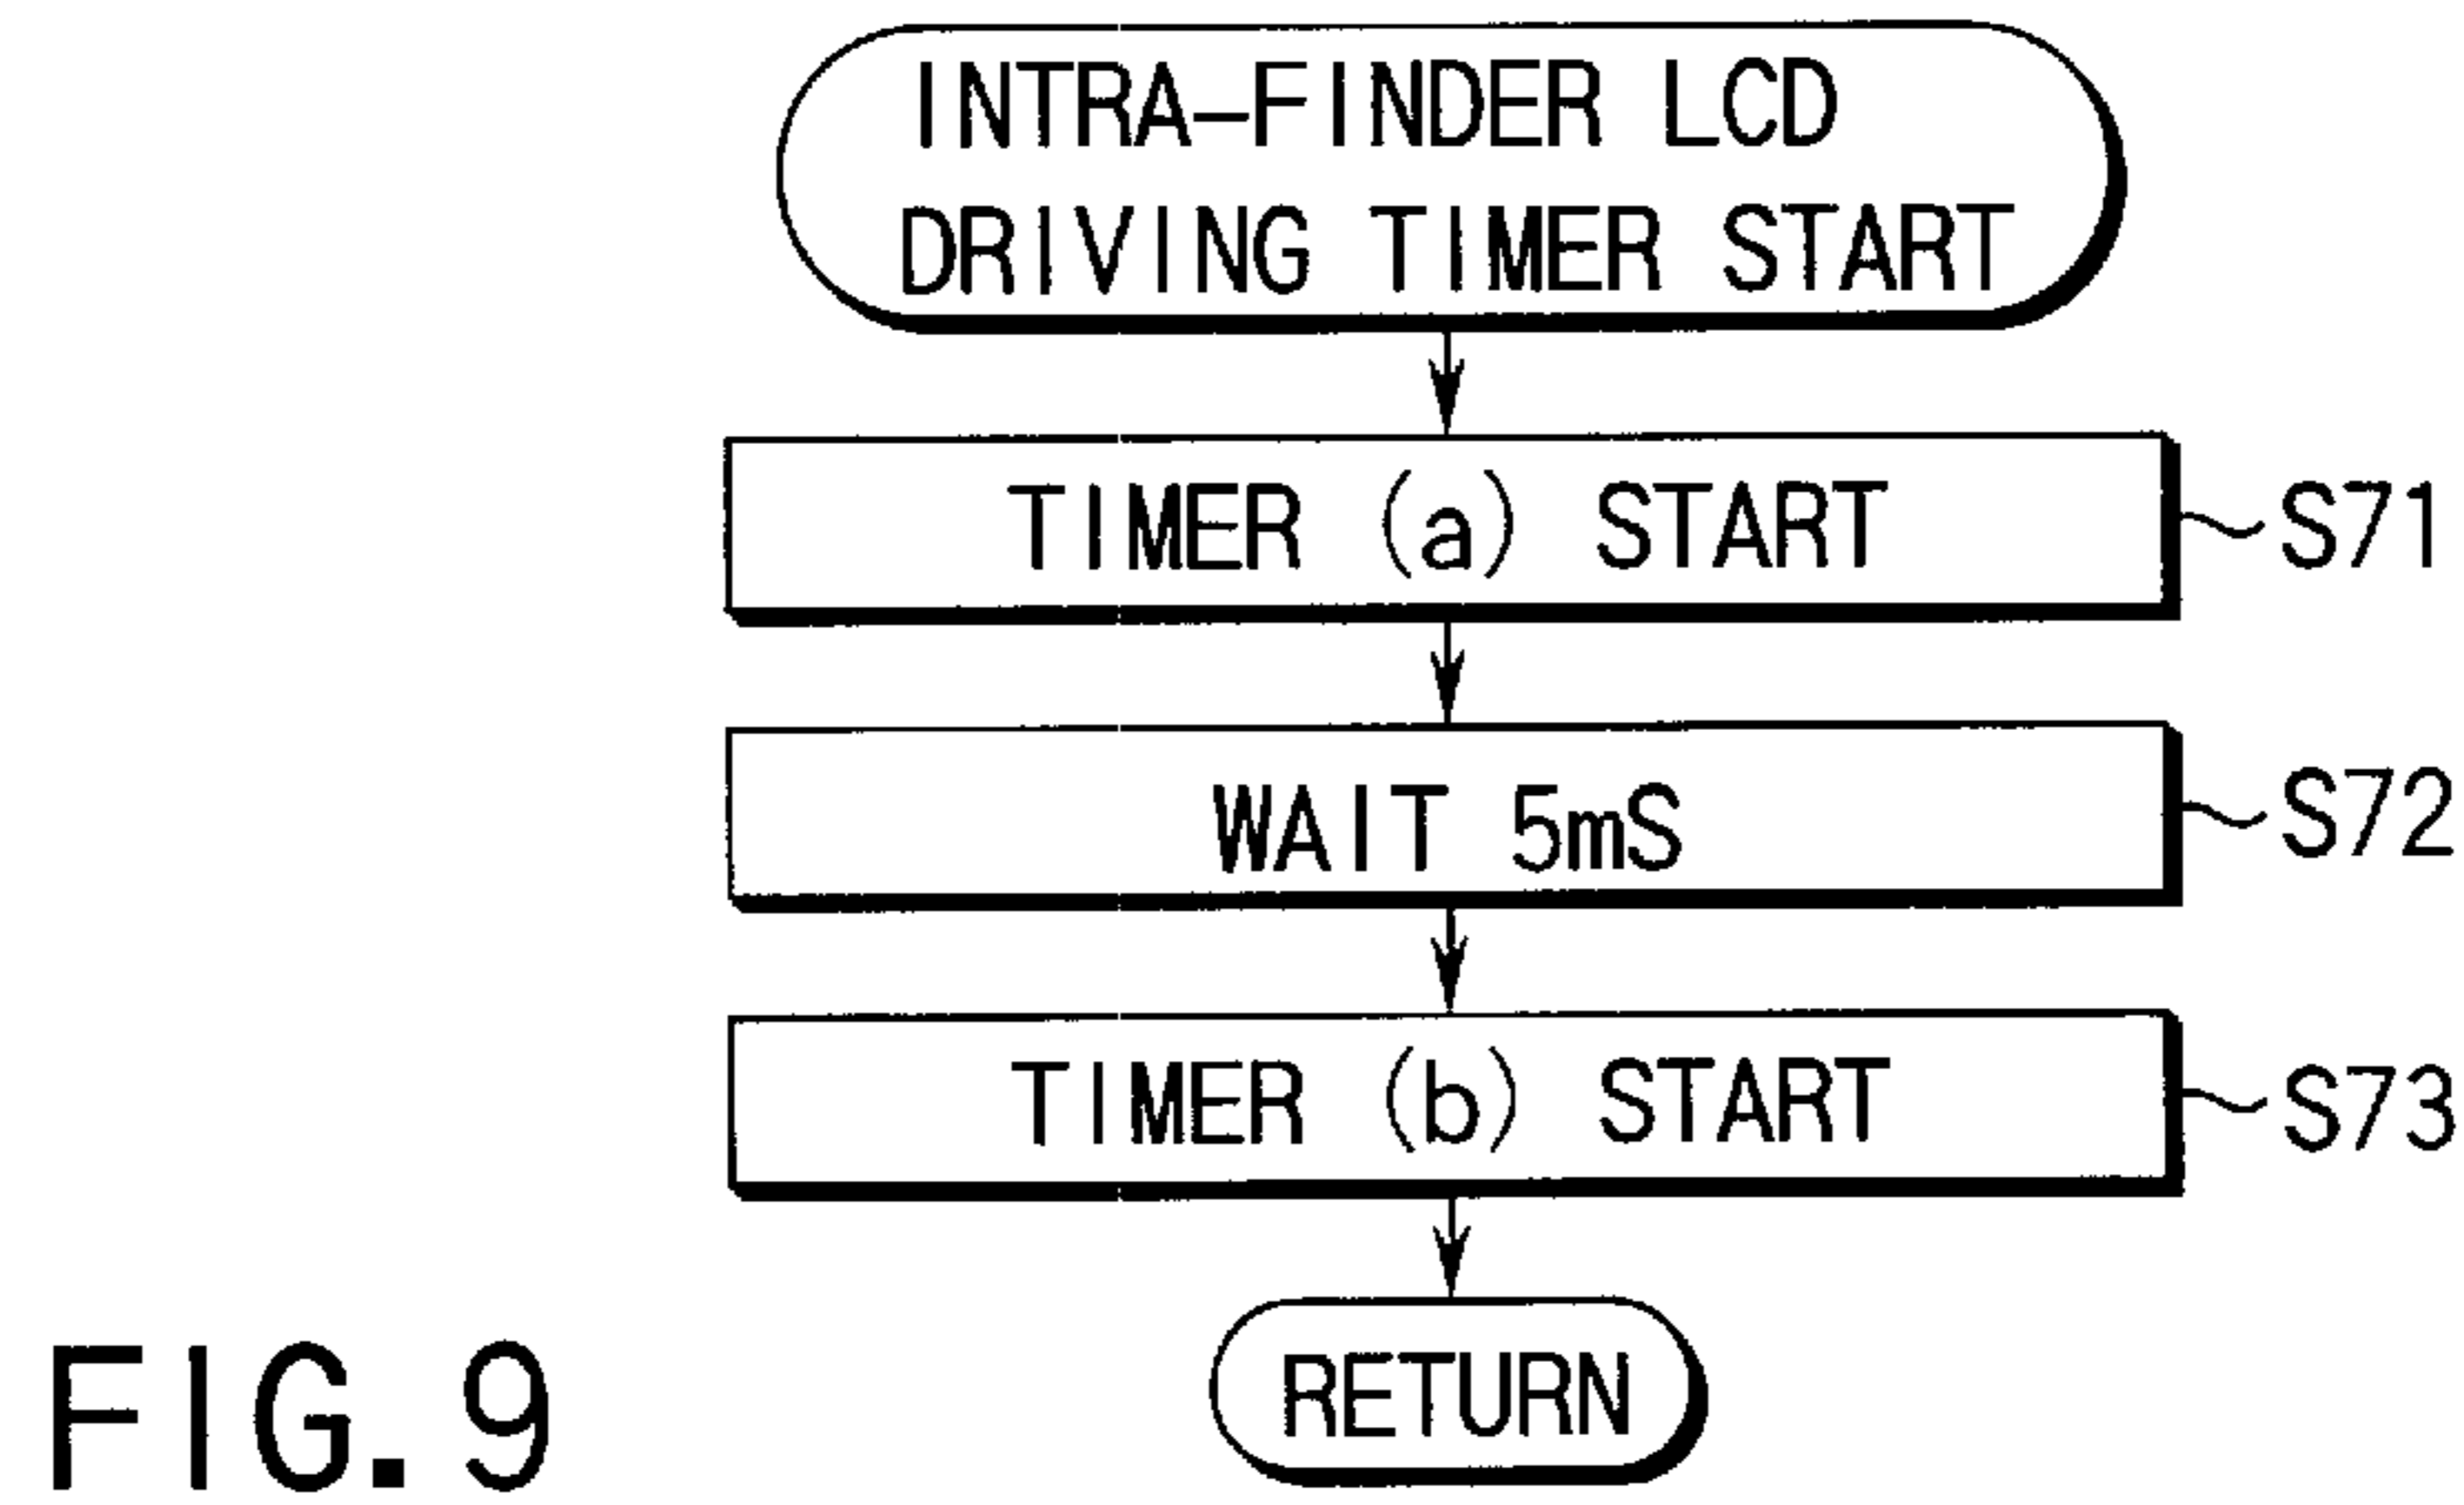 INTRA-FINDER LCD
DRIVING TIMER START
TIMER (a) START
S71
WAIT 5mS
S72
TIMER (b) START
S73
RETURN
FIG. 9